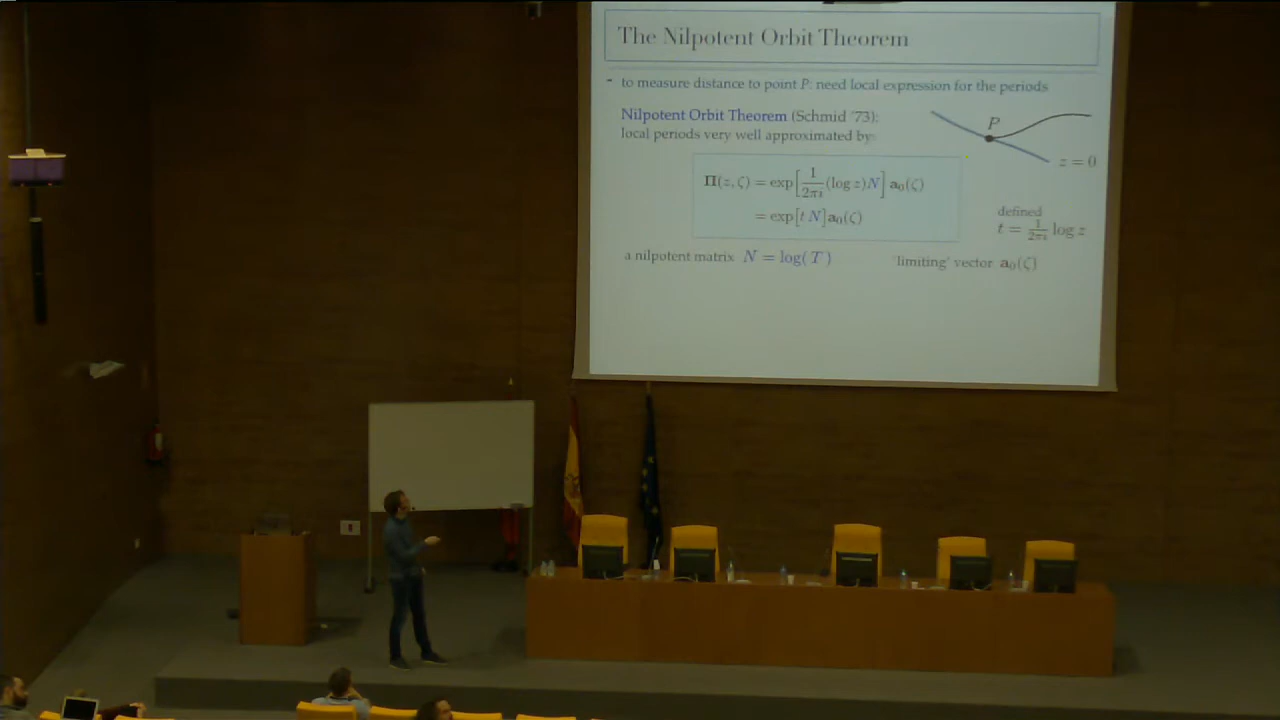 The Nilpotent Orbit Theorem
- to measure distance to point P: need local expression for the periods
Nilpotent Orbit Theorem (Schmid '73):
local periods very well approximated by:
P
z = 0
Π(z, ζ) = exp[1/2πi (log z)N] a₀(ζ)
= exp[t N]a₀(ζ)
defined
t = 1/2πi log z
a nilpotent matrix N = log(T)
'limiting' vector a₀(ζ)